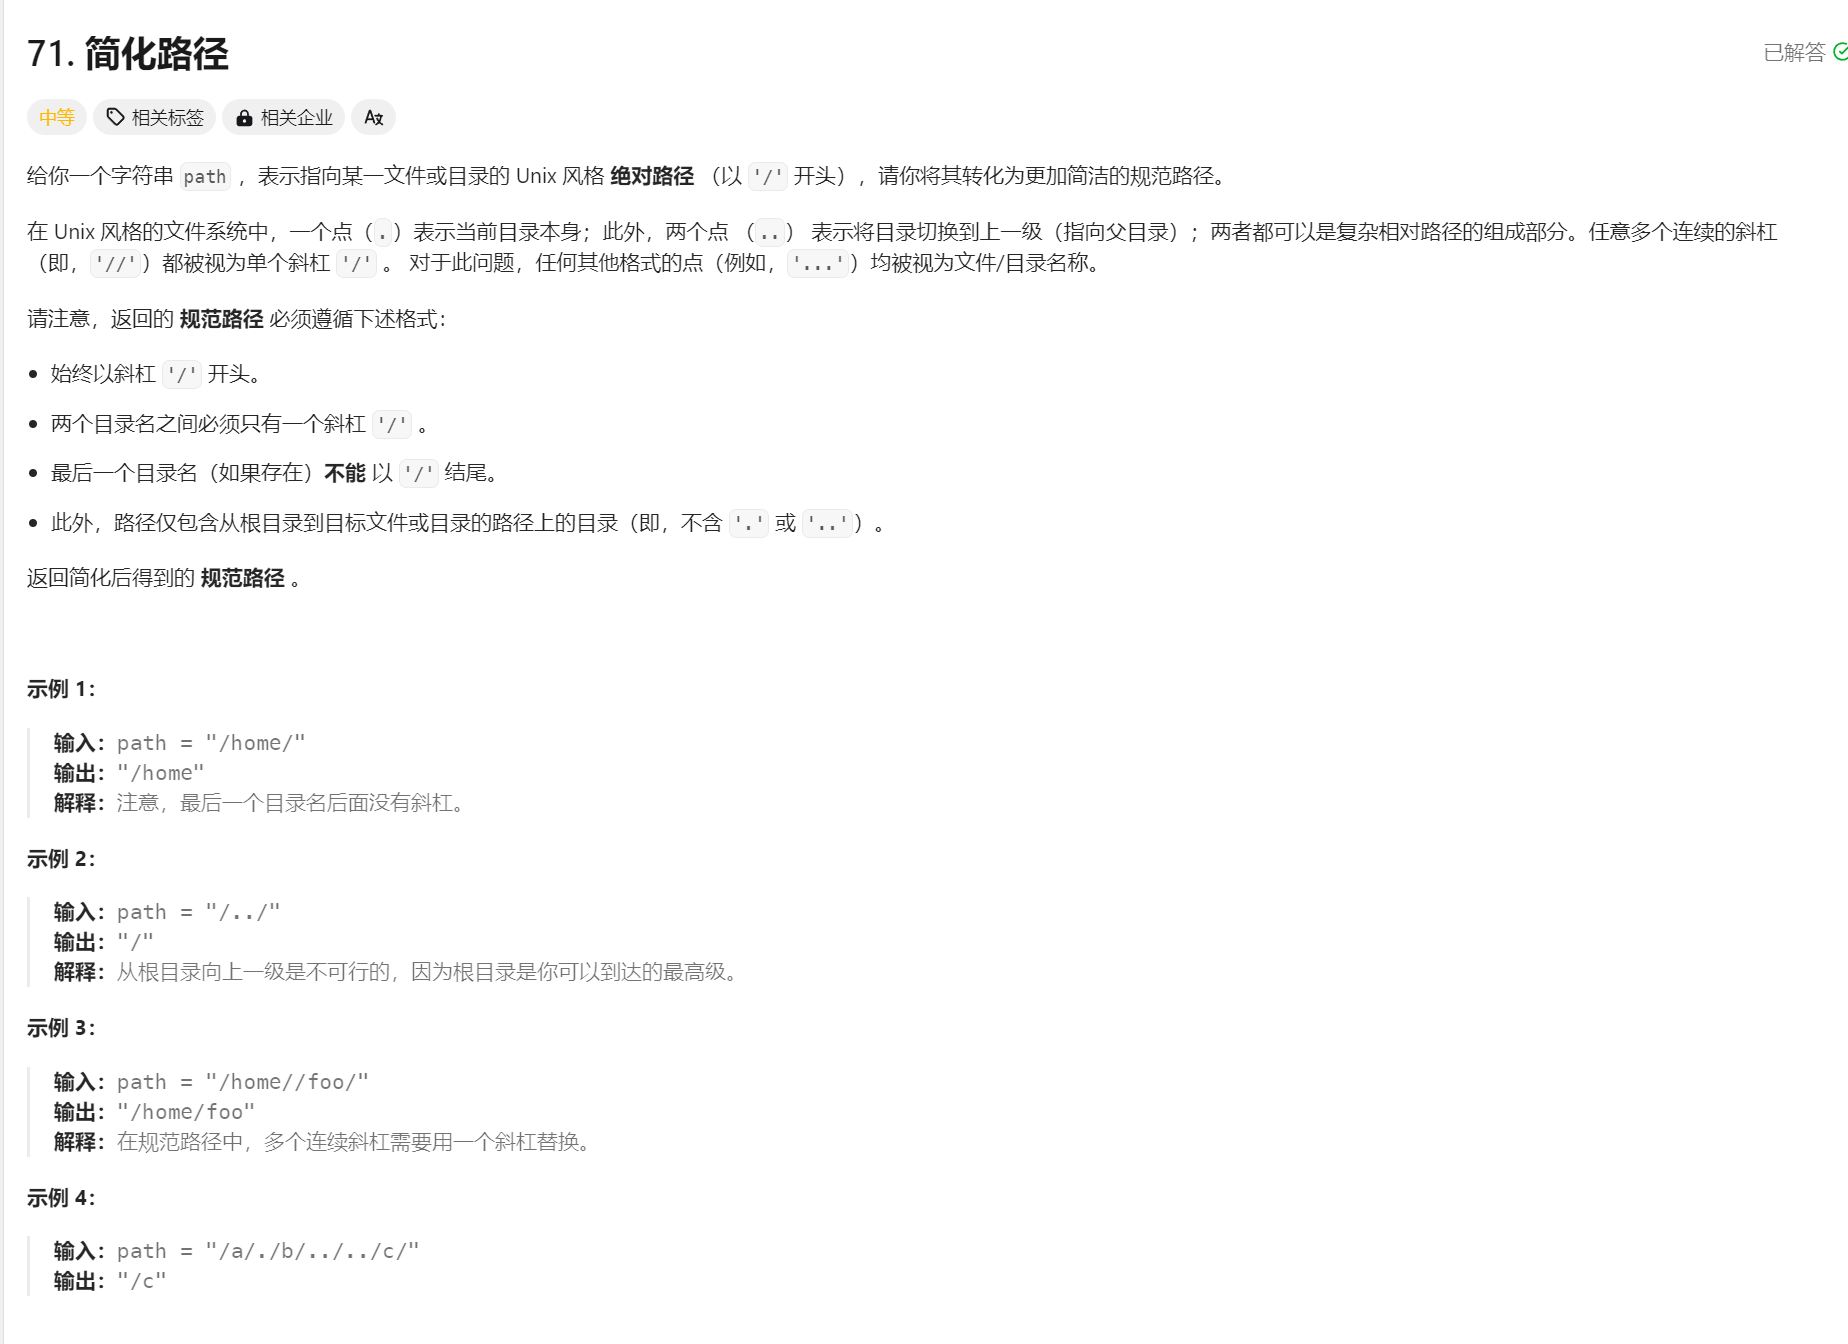 71. 简化路径
已解答
中等 相关标签 相关企业 A文
给你一个字符串 path ，表示指向某一文件或目录的 Unix 风格 绝对路径 （以 '/' 开头），请你将其转化为更加简洁的规范路径。
在 Unix 风格的文件系统中，一个点（.）表示当前目录本身；此外，两个点 （..） 表示将目录切换到上一级（指向父目录）；两者都可以是复杂相对路径的组成部分。任意多个连续的斜杠
（即，'//'）都被视为单个斜杠 '/' 。 对于此问题，任何其他格式的点（例如，'...'）均被视为文件/目录名称。
请注意，返回的 规范路径 必须遵循下述格式：
• 始终以斜杠 '/' 开头。
• 两个目录名之间必须只有一个斜杠 '/' 。
• 最后一个目录名（如果存在）不能 以 '/' 结尾。
• 此外，路径仅包含从根目录到目标文件或目录的路径上的目录（即，不含 '.' 或 '..'）。
返回简化后得到的 规范路径 。
示例 1：
输入：path = "/home/"
输出："/home"
解释：注意，最后一个目录名后面没有斜杠。
示例 2：
输入：path = "/../"
输出："/"
解释：从根目录向上一级是不可行的，因为根目录是你可以到达的最高级。
示例 3：
输入：path = "/home//foo/"
输出："/home/foo"
解释：在规范路径中，多个连续斜杠需要用一个斜杠替换。
示例 4：
输入：path = "/a/./b/../../c/"
输出："/c"